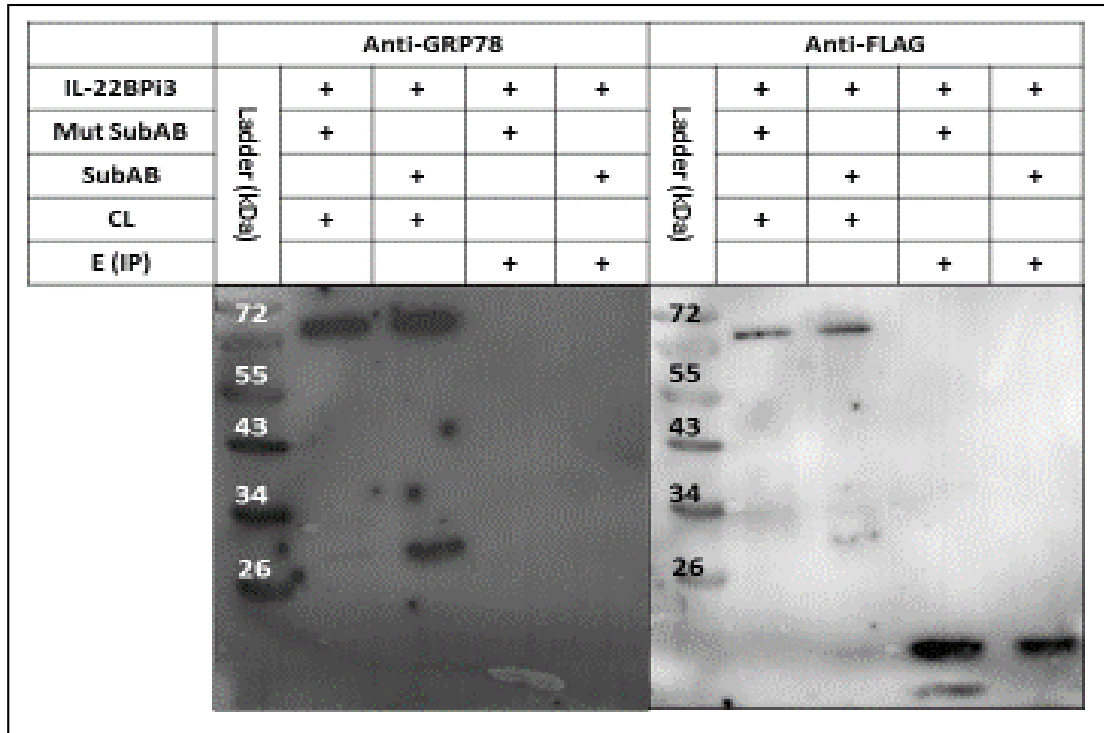 Anti-GRP78 Anti-FLAG
IL-22BPi3 + + + + + + + +
Mut SubAB + + + +
SubAB + + + +
CL + + + +
E (IP) + + + +
Ladder (kDa)
Ladder (kDa)
72 72
55 55
43 43
34 34
26 26